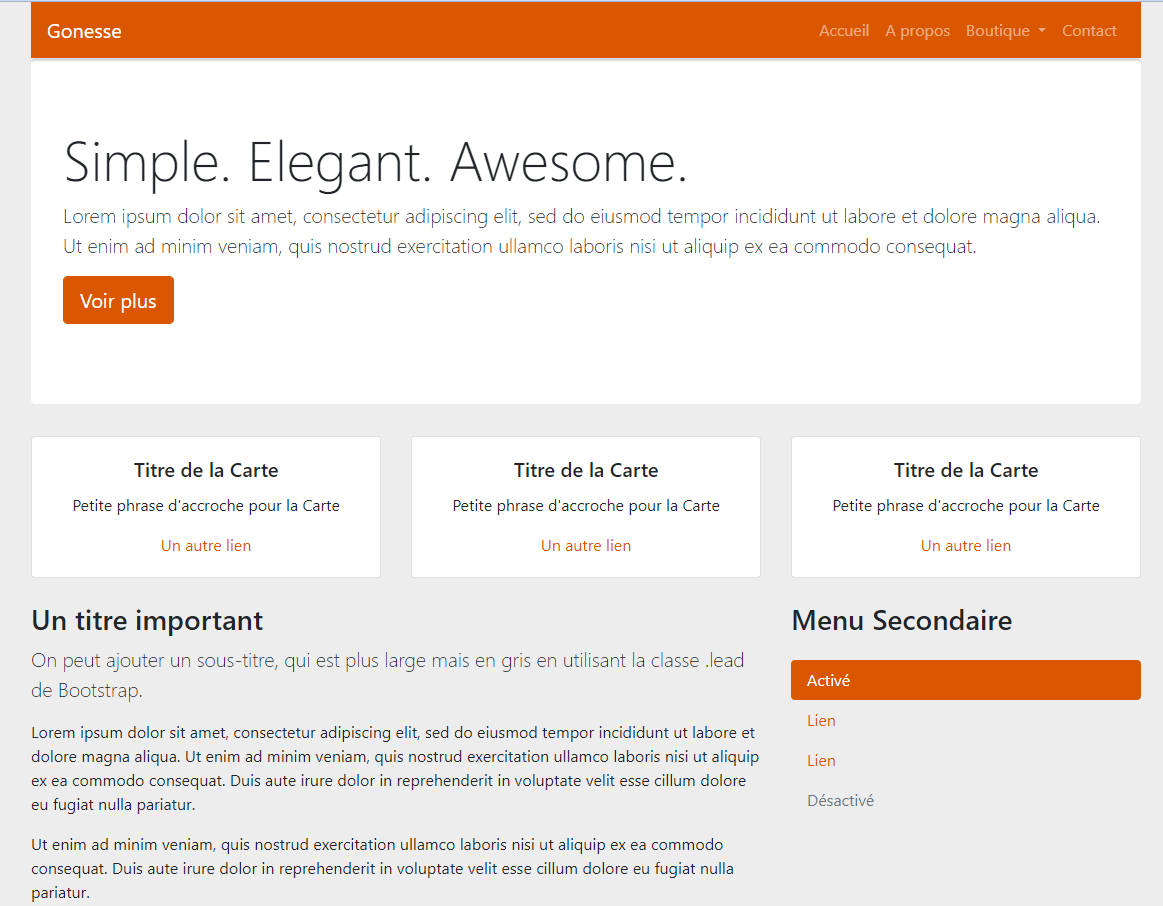 Gonesse
Accueil A propos Boutique Contact
Simple. Elegant. Awesome.
Lorem ipsum dolor sit amet, consectetur adipiscing elit, sed do eiusmod tempor incididunt ut labore et dolore magna aliqua.
Ut enim ad minim veniam, quis nostrud exercitation ullamco laboris nisi ut aliquip ex ea commodo consequat.
Voir plus
Titre de la Carte
Petite phrase d'accroche pour la Carte
Un autre lien
Titre de la Carte
Petite phrase d'accroche pour la Carte
Un autre lien
Titre de la Carte
Petite phrase d'accroche pour la Carte
Un autre lien
Un titre important
On peut ajouter un sous-titre, qui est plus large mais en gris en utilisant la classe .lead
de Bootstrap.
Lorem ipsum dolor sit amet, consectetur adipiscing elit, sed do eiusmod tempor incididunt ut labore et
dolore magna aliqua. Ut enim ad minim veniam, quis nostrud exercitation ullamco laboris nisi ut aliquip
ex ea commodo consequat. Duis aute irure dolor in reprehenderit in voluptate velit esse cillum dolore
eu fugiat nulla pariatur.
Ut enim ad minim veniam, quis nostrud exercitation ullamco laboris nisi ut aliquip ex ea commodo
consequat. Duis aute irure dolor in reprehenderit in voluptate velit esse cillum dolore eu fugiat nulla
pariatur.
Menu Secondaire
Activé
Lien
Lien
Désactivé